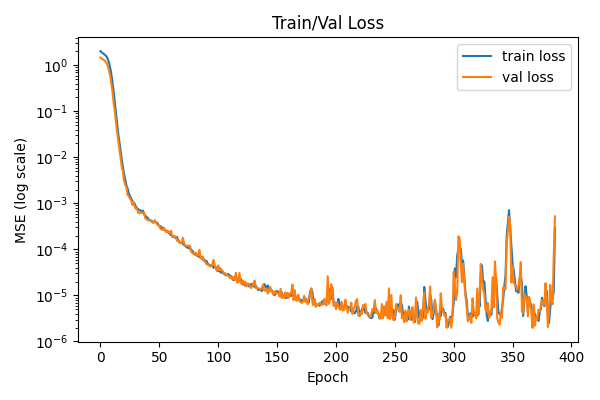 Train/Val Loss
train loss
val loss
MSE (log scale)
10⁰
10⁻¹
10⁻²
10⁻³
10⁻⁴
10⁻⁵
10⁻⁶
0 50 100 150 200 250 300 350 400
Epoch